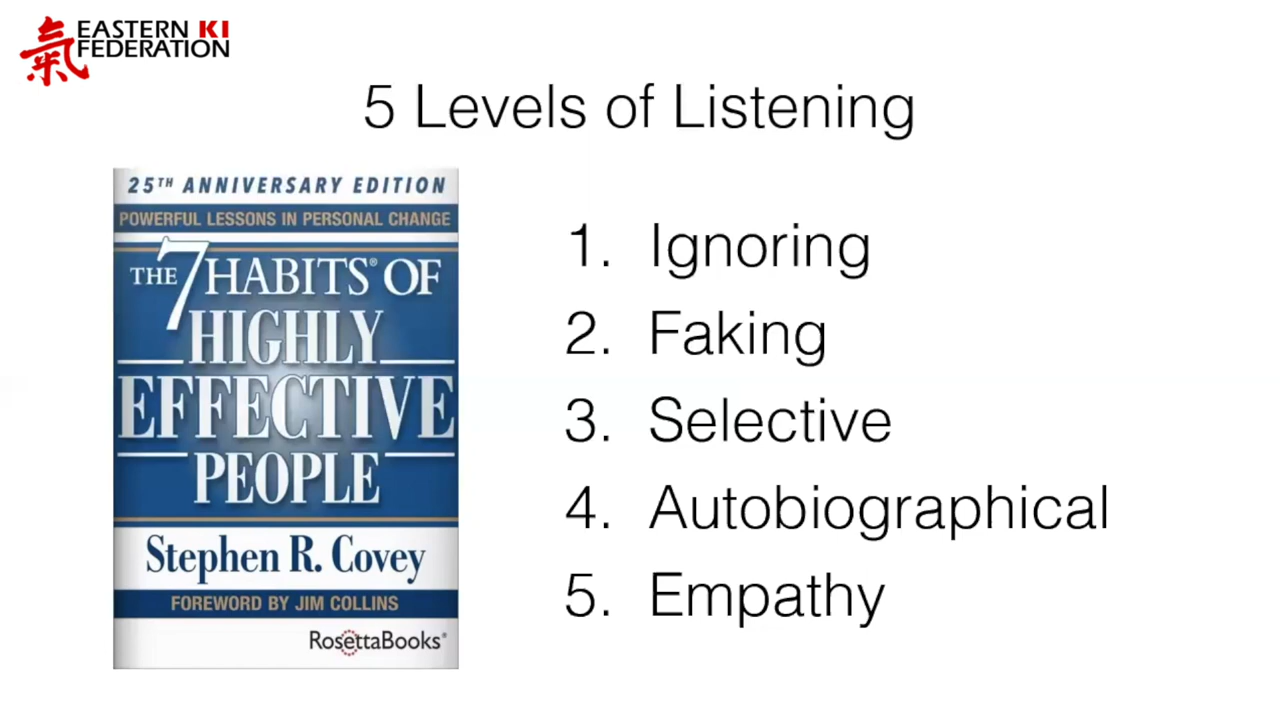 氣
EASTERN KI
FEDERATION
5 Levels of Listening
25TH ANNIVERSARY EDITION
POWERFUL LESSONS IN PERSONAL CHANGE
THE 7 HABITS® OF
HIGHLY
EFFECTIVE
PEOPLE
Stephen R. Covey
FOREWORD BY JIM COLLINS
RosettaBooks®
1. Ignoring
2. Faking
3. Selective
4. Autobiographical
5. Empathy